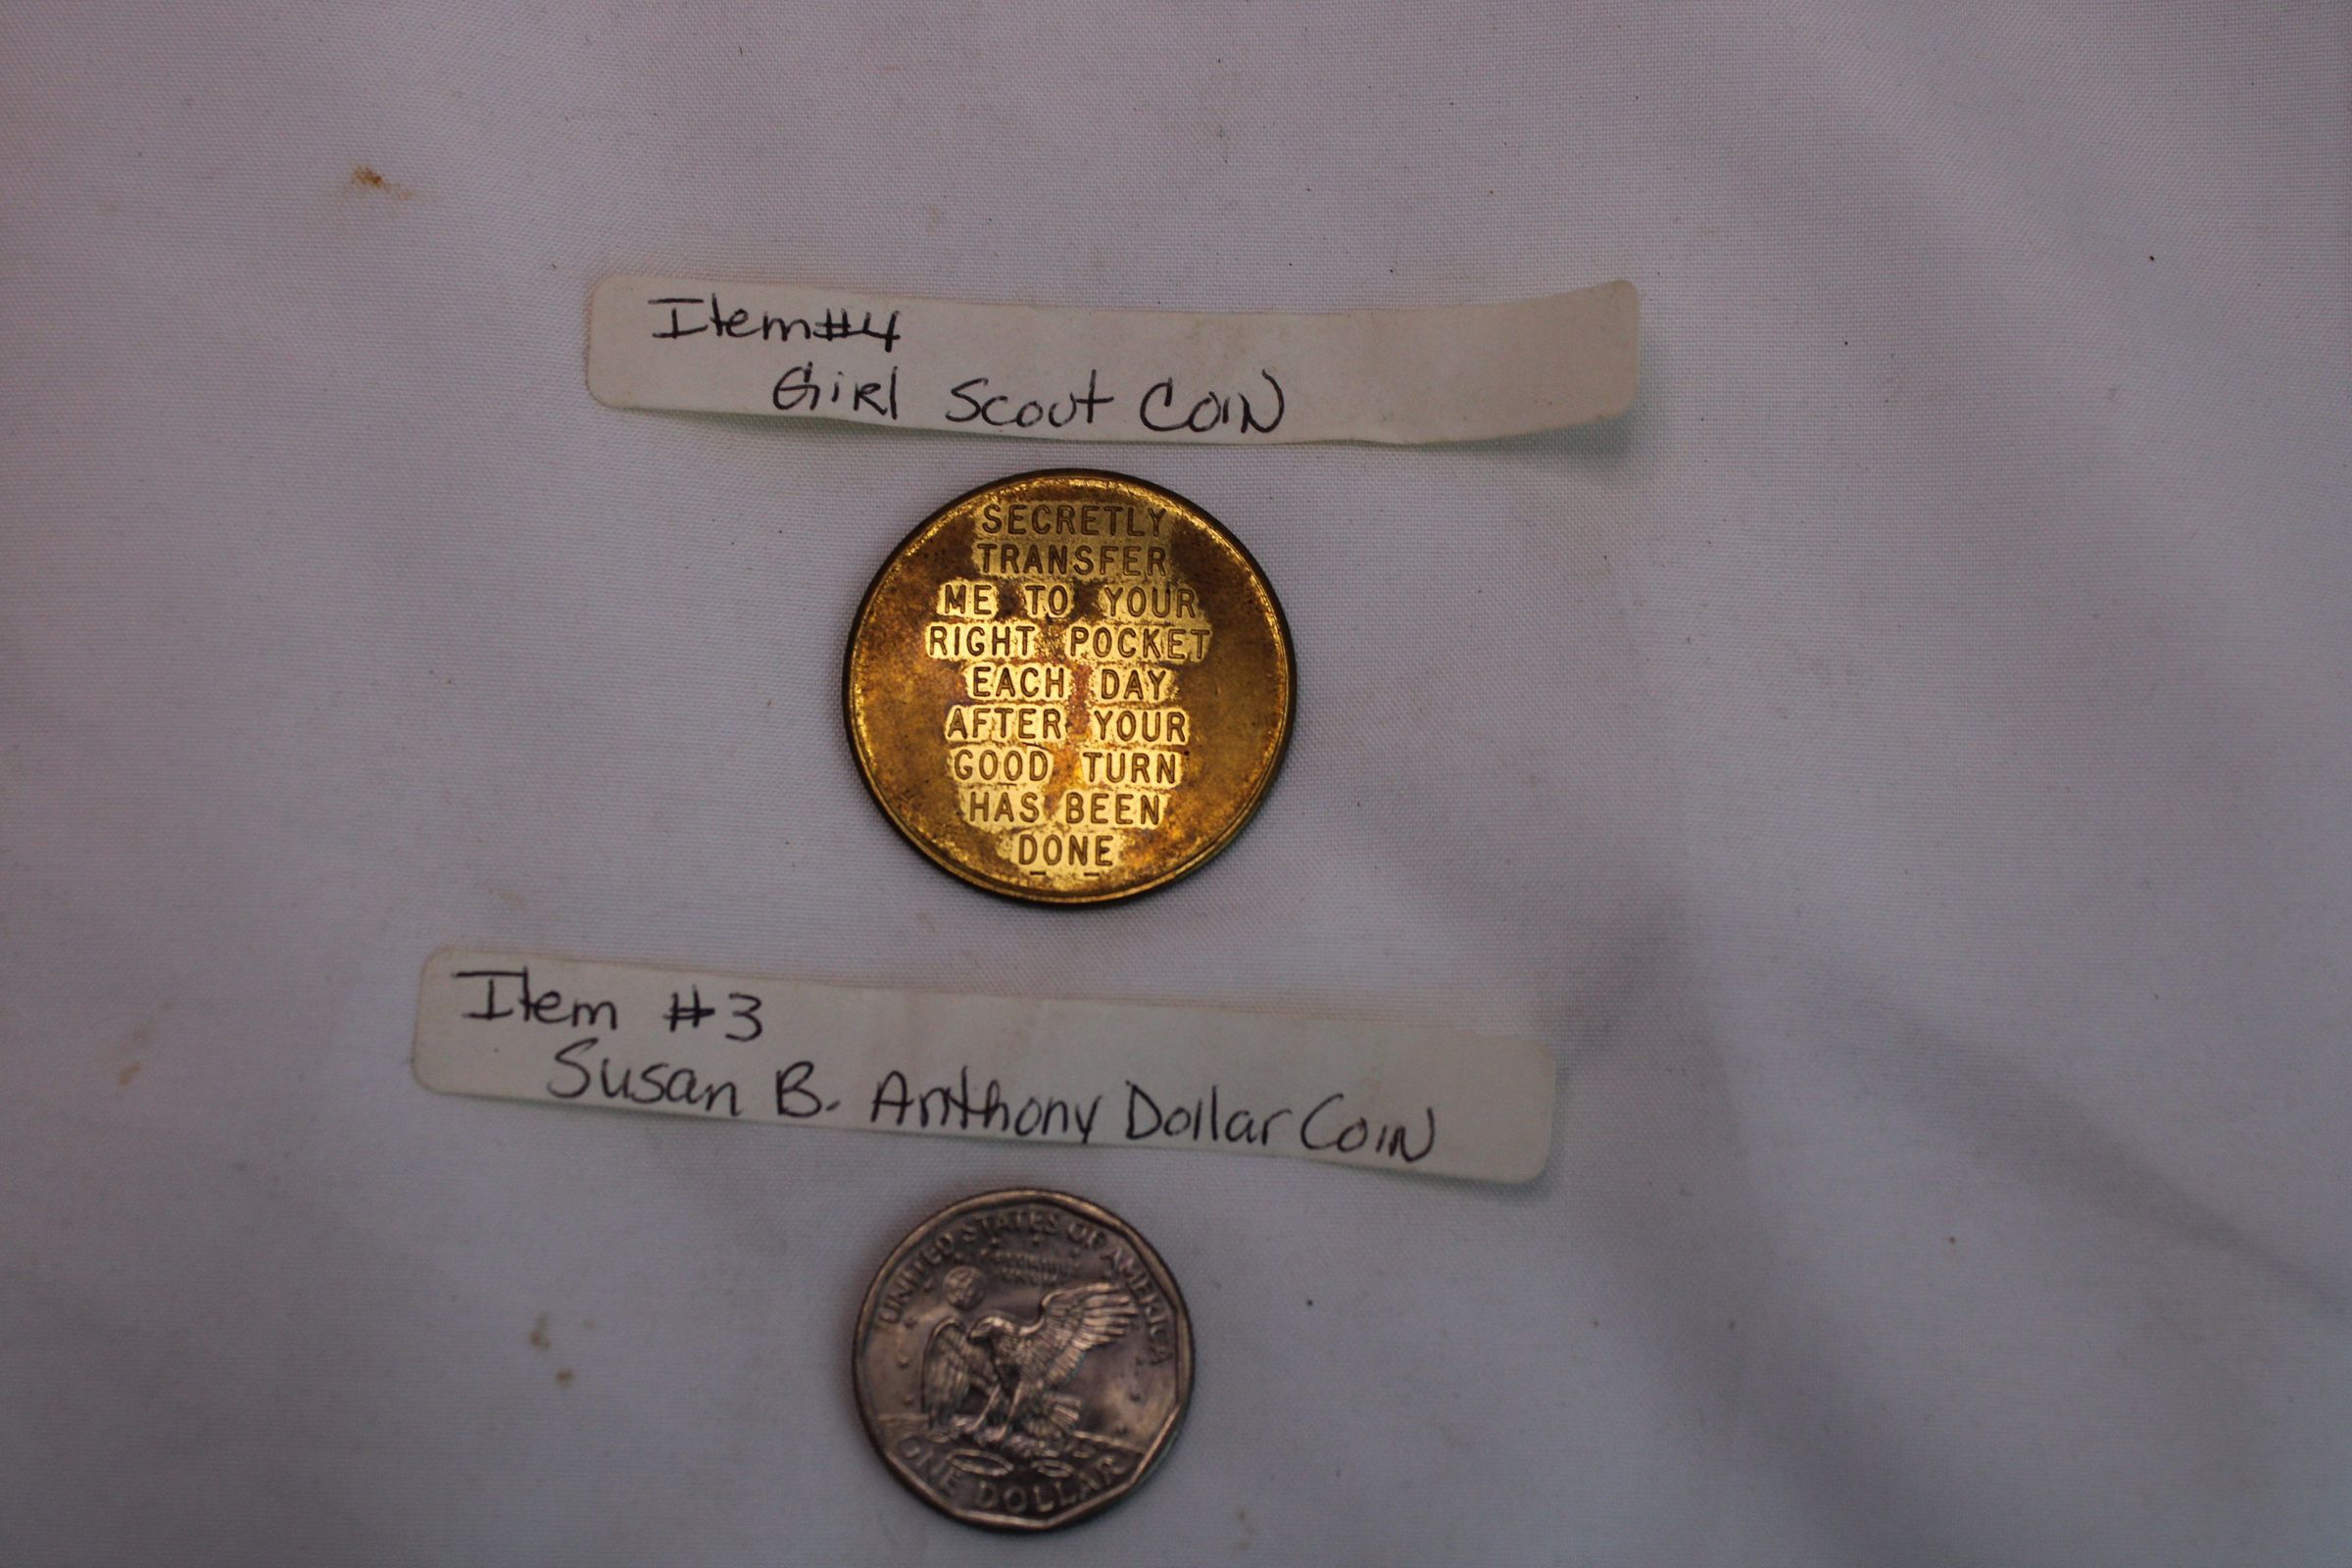 Item #4
Girl Scout Coin
SECRETLY
TRANSFER
ME TO YOUR
RIGHT POCKET
EACH DAY
AFTER YOUR
GOOD TURN
HAS BEEN
DONE
Item #3
Susan B. Anthony Dollar Coin
UNITED STATES OF AMERICA
ONE DOLLAR